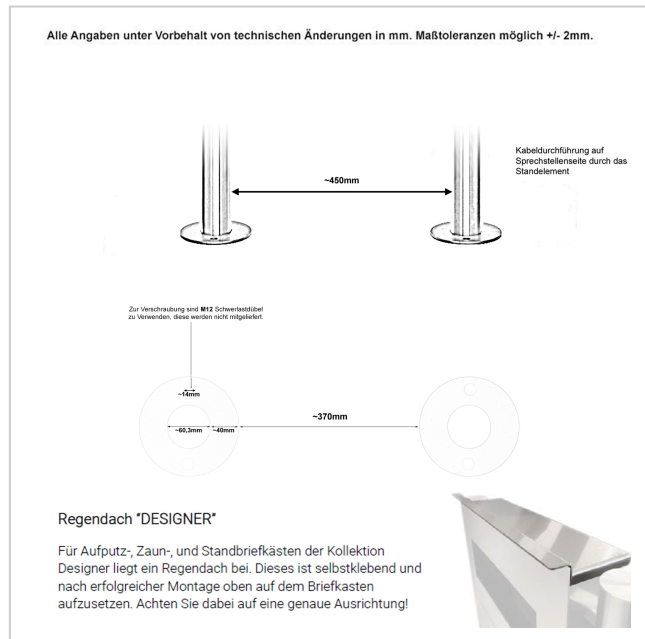 Alle Angaben unter Vorbehalt von technischen Änderungen in mm. Maßtoleranzen möglich +/- 2mm.
Kabeldurchführung auf
Sprechstellenseite durch das
Standelement
~450mm
Zur Verschraubung sind M12 Schwerlastdübel
zu Verwenden, diese werden nicht mitgeliefert.
~14mm
~370mm
~60,3mm
~40mm
Regendach "DESIGNER"
Für Aufputz-, Zaun-, und Standbriefkästen der Kollektion
Designer liegt ein Regendach bei. Dieses ist selbstklebend und
nach erfolgreicher Montage oben auf dem Briefkasten
aufzusetzen. Achten Sie dabei auf eine genaue Ausrichtung!